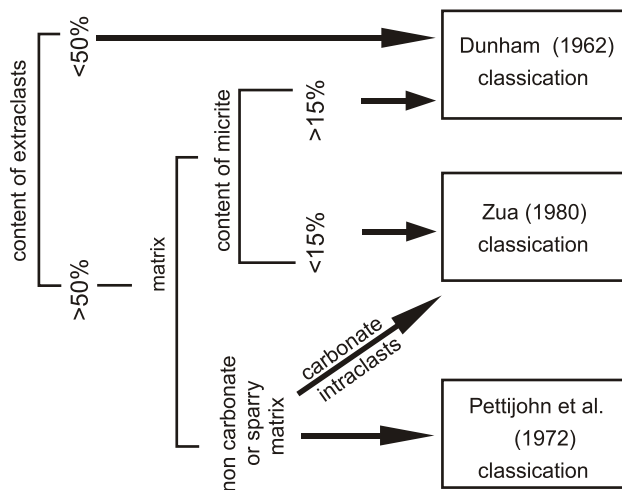 content of extraclasts
<50%
>50%
matrix
content of micrite
>15%
<15%
non carbonate
or sparry
matrix
carbonate
intraclasts
Dunham (1962)
classication
Zua (1980)
classication
Pettijohn et al.
(1972)
classication